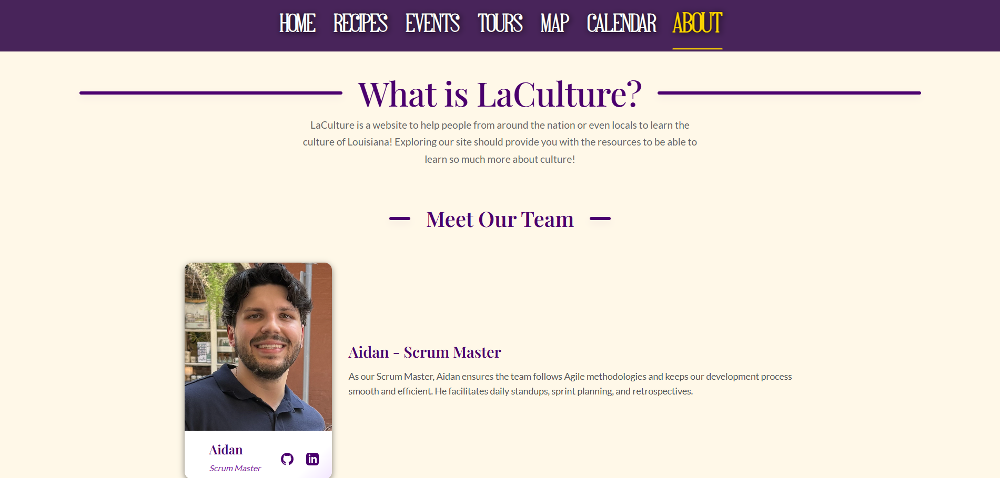 HOME RECIPES EVENTS TOURS MAP CALENDAR ABOUT
What is LaCulture?
LaCulture is a website to help people from around the nation or even locals to learn the
culture of Louisiana! Exploring our site should provide you with the resources to be able to
learn so much more about culture!
Meet Our Team
Aidan - Scrum Master
As our Scrum Master, Aidan ensures the team follows Agile methodologies and keeps our development process
smooth and efficient. He facilitates daily standups, sprint planning, and retrospectives.
Aidan
Scrum Master
in